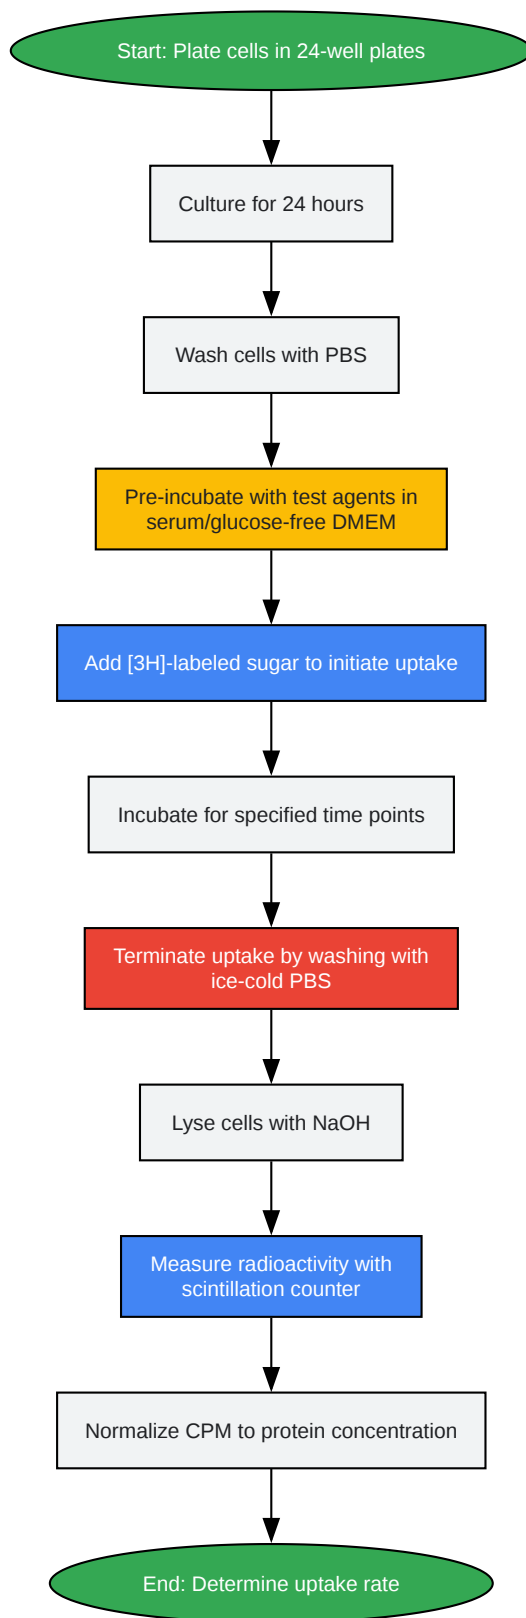 Start: Plate cells in 24-well plates
Culture for 24 hours
Wash cells with PBS
Pre-incubate with test agents in
serum/glucose-free DMEM
Add [3H]-labeled sugar to initiate uptake
Incubate for specified time points
Terminate uptake by washing with
ice-cold PBS
Lyse cells with NaOH
Measure radioactivity with
scintillation counter
Normalize CPM to protein concentration
End: Determine uptake rate